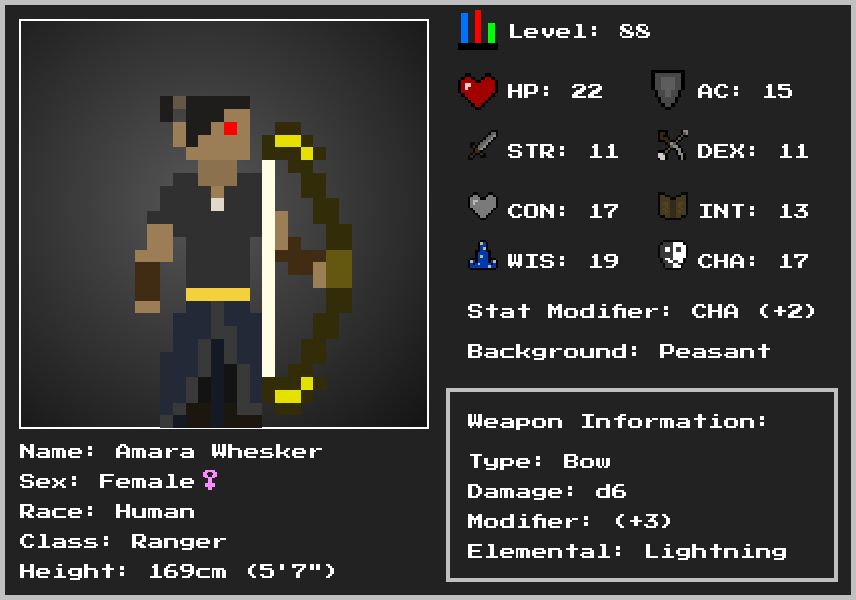 Level: 88
HP: 22
AC: 15
STR: 11
DEX: 11
CON: 17
INT: 13
WIS: 19
CHA: 17
Stat Modifier: CHA (+2)
Background: Peasant
Name: Amara Whesker
Sex: Female♀
Race: Human
Class: Ranger
Height: 169cm (5'7")
Weapon Information:
Type: Bow
Damage: d6
Modifier: (+3)
Elemental: Lightning